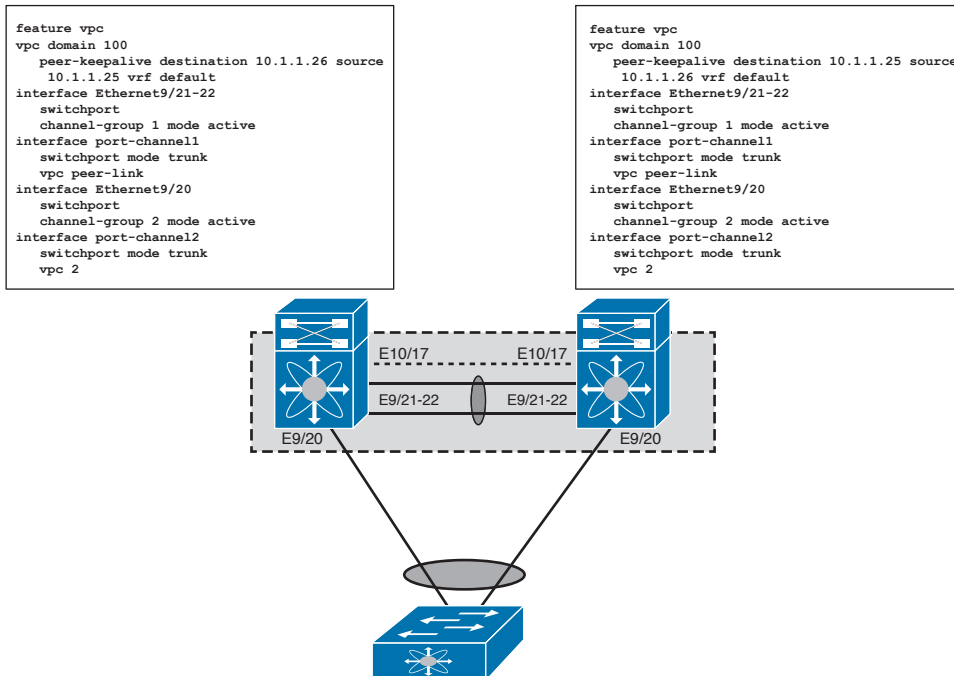 feature vpc
vpc domain 100
peer-keepalive destination 10.1.1.26 source
10.1.1.25 vrf default
interface Ethernet9/21-22
switchport
channel-group 1 mode active
interface port-channel1
switchport mode trunk
vpc peer-link
interface Ethernet9/20
switchport
channel-group 2 mode active
interface port-channel2
switchport mode trunk
vpc 2
feature vpc
vpc domain 100
peer-keepalive destination 10.1.1.25 source
10.1.1.26 vrf default
interface Ethernet9/21-22
switchport
channel-group 1 mode active
interface port-channel1
switchport mode trunk
vpc peer-link
interface Ethernet9/20
switchport
channel-group 2 mode active
interface port-channel2
switchport mode trunk
vpc 2
E10/17 E10/17
E9/21-22 E9/21-22
E9/20 E9/20